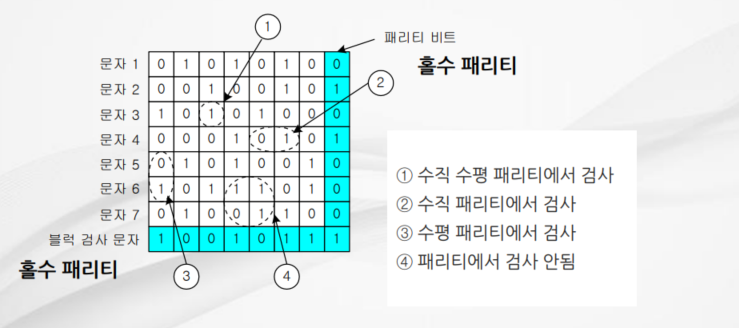 ①
패리티 비트
홀수 패리티
②
문자 1 0 1 0 1 0 1 0 0
문자 2 0 0 1 0 0 1 0 1
문자 3 1 0 1 0 1 0 0 0
문자 4 0 0 0 1 0 1 0 1
문자 5 0 1 0 1 0 0 1 0
문자 6 1 0 1 1 1 0 1 0
문자 7 0 1 0 0 1 1 0 0
블럭 검사 문자 1 0 0 1 0 1 1 1
홀수 패리티
③
④
① 수직 수평 패리티에서 검사
② 수직 패리티에서 검사
③ 수평 패리티에서 검사
④ 패리티에서 검사 안됨